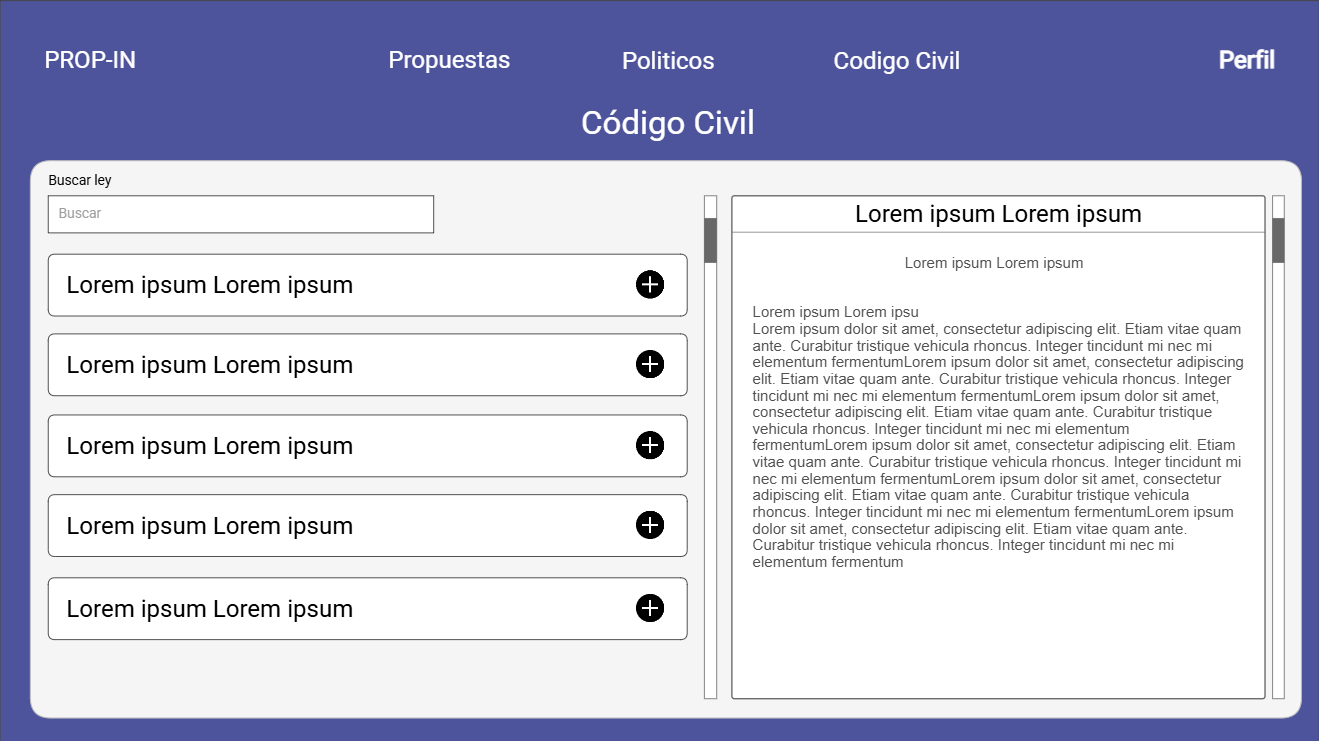 PROP-IN
Propuestas
Politicos
Codigo Civil
Perfil
Código Civil
Buscar ley
Buscar
Lorem ipsum Lorem ipsum
Lorem ipsum Lorem ipsum
Lorem ipsum Lorem ipsum
Lorem ipsum Lorem ipsum
Lorem ipsum Lorem ipsum
Lorem ipsum Lorem ipsum
Lorem ipsum Lorem ipsum
Lorem ipsum Lorem ipsu
Lorem ipsum dolor sit amet, consectetur adipiscing elit. Etiam vitae quam
ante. Curabitur tristique vehicula rhoncus. Integer tincidunt mi nec mi
elementum fermentumLorem ipsum dolor sit amet, consectetur adipiscing
elit. Etiam vitae quam ante. Curabitur tristique vehicula rhoncus. Integer
tincidunt mi nec mi elementum fermentumLorem ipsum dolor sit amet,
consectetur adipiscing elit. Etiam vitae quam ante. Curabitur tristique
vehicula rhoncus. Integer tincidunt mi nec mi elementum
fermentumLorem ipsum dolor sit amet, consectetur adipiscing elit. Etiam
vitae quam ante. Curabitur tristique vehicula rhoncus. Integer tincidunt mi
nec mi elementum fermentumLorem ipsum dolor sit amet, consectetur
adipiscing elit. Etiam vitae quam ante. Curabitur tristique vehicula
rhoncus. Integer tincidunt mi nec mi elementum fermentumLorem ipsum
dolor sit amet, consectetur adipiscing elit. Etiam vitae quam ante.
Curabitur tristique vehicula rhoncus. Integer tincidunt mi nec mi
elementum fermentum